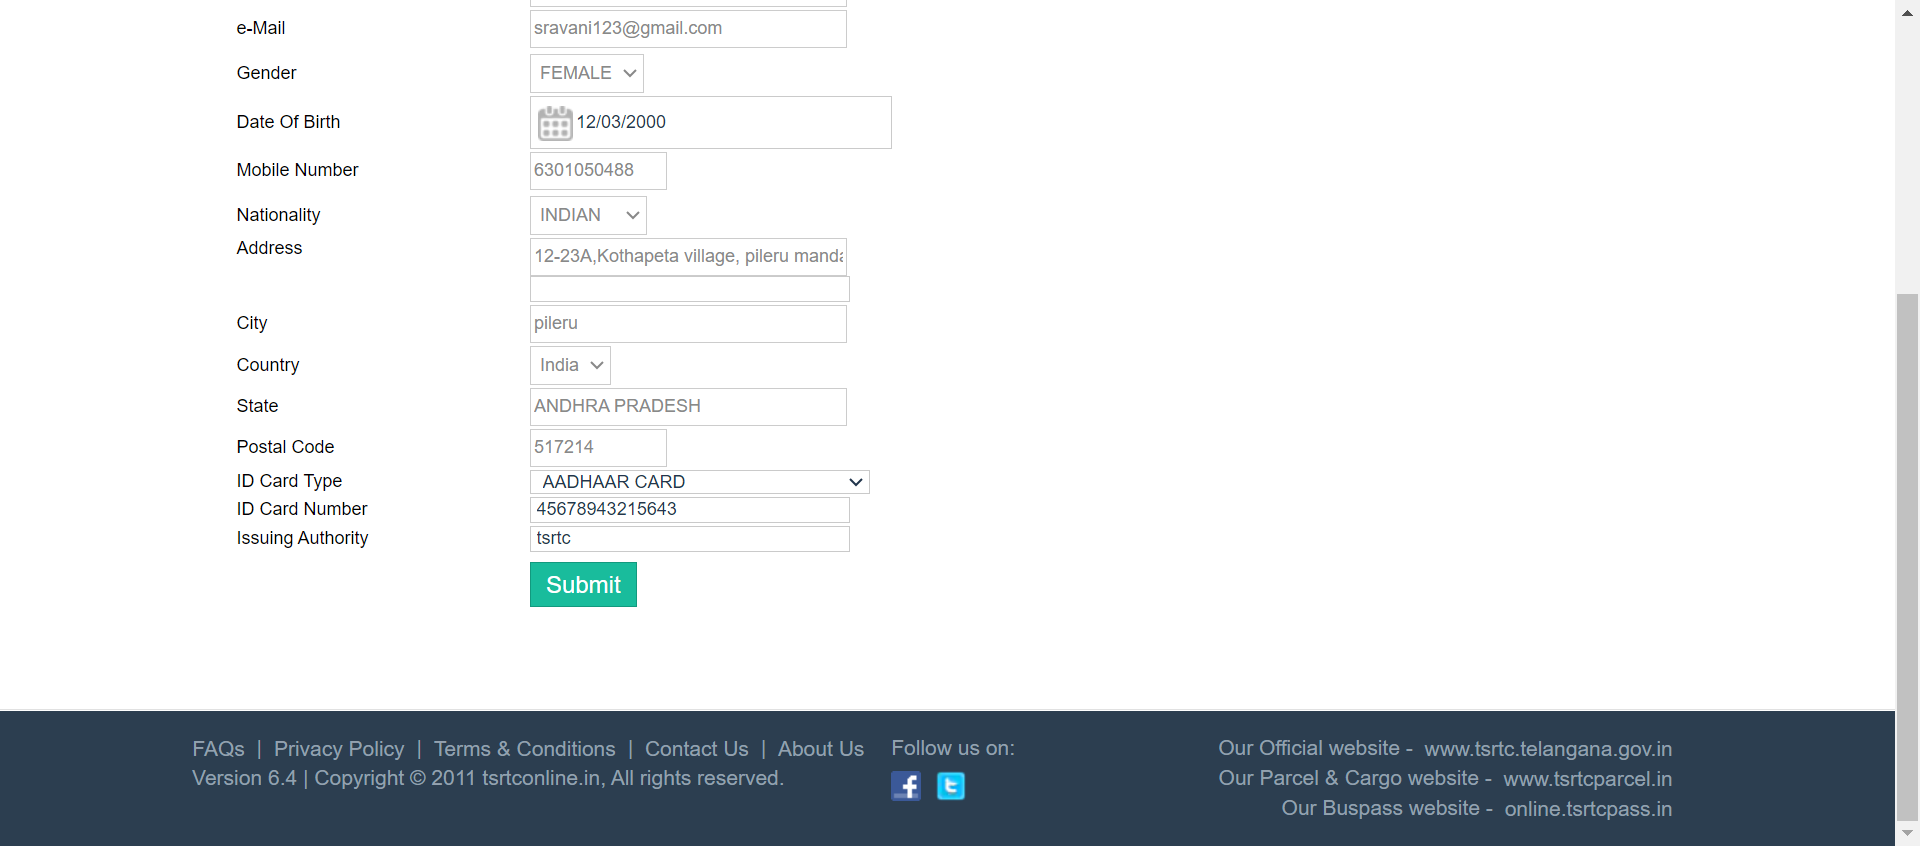 e-Mail sravani123@gmail.com
Gender FEMALE
Date Of Birth 12/03/2000
Mobile Number 6301050488
Nationality INDIAN
Address 12-23A,Kothapeta village, pileru
City pileru
Country India
State ANDHRA PRADESH
Postal Code 517214
ID Card Type AADHAAR CARD
ID Card Number 45678943215643
Issuing Authority tsrtc
Submit
FAQs | Privacy Policy | Terms & Conditions | Contact Us | About Us
Version 6.4 | Copyright © 2011 tsrtconline.in, All rights reserved.
Follow us on:
Our Official website - www.tsrtc.telangana.gov.in
Our Parcel & Cargo website - www.tsrtcparcel.in
Our Buspass website - online.tsrtcpass.in